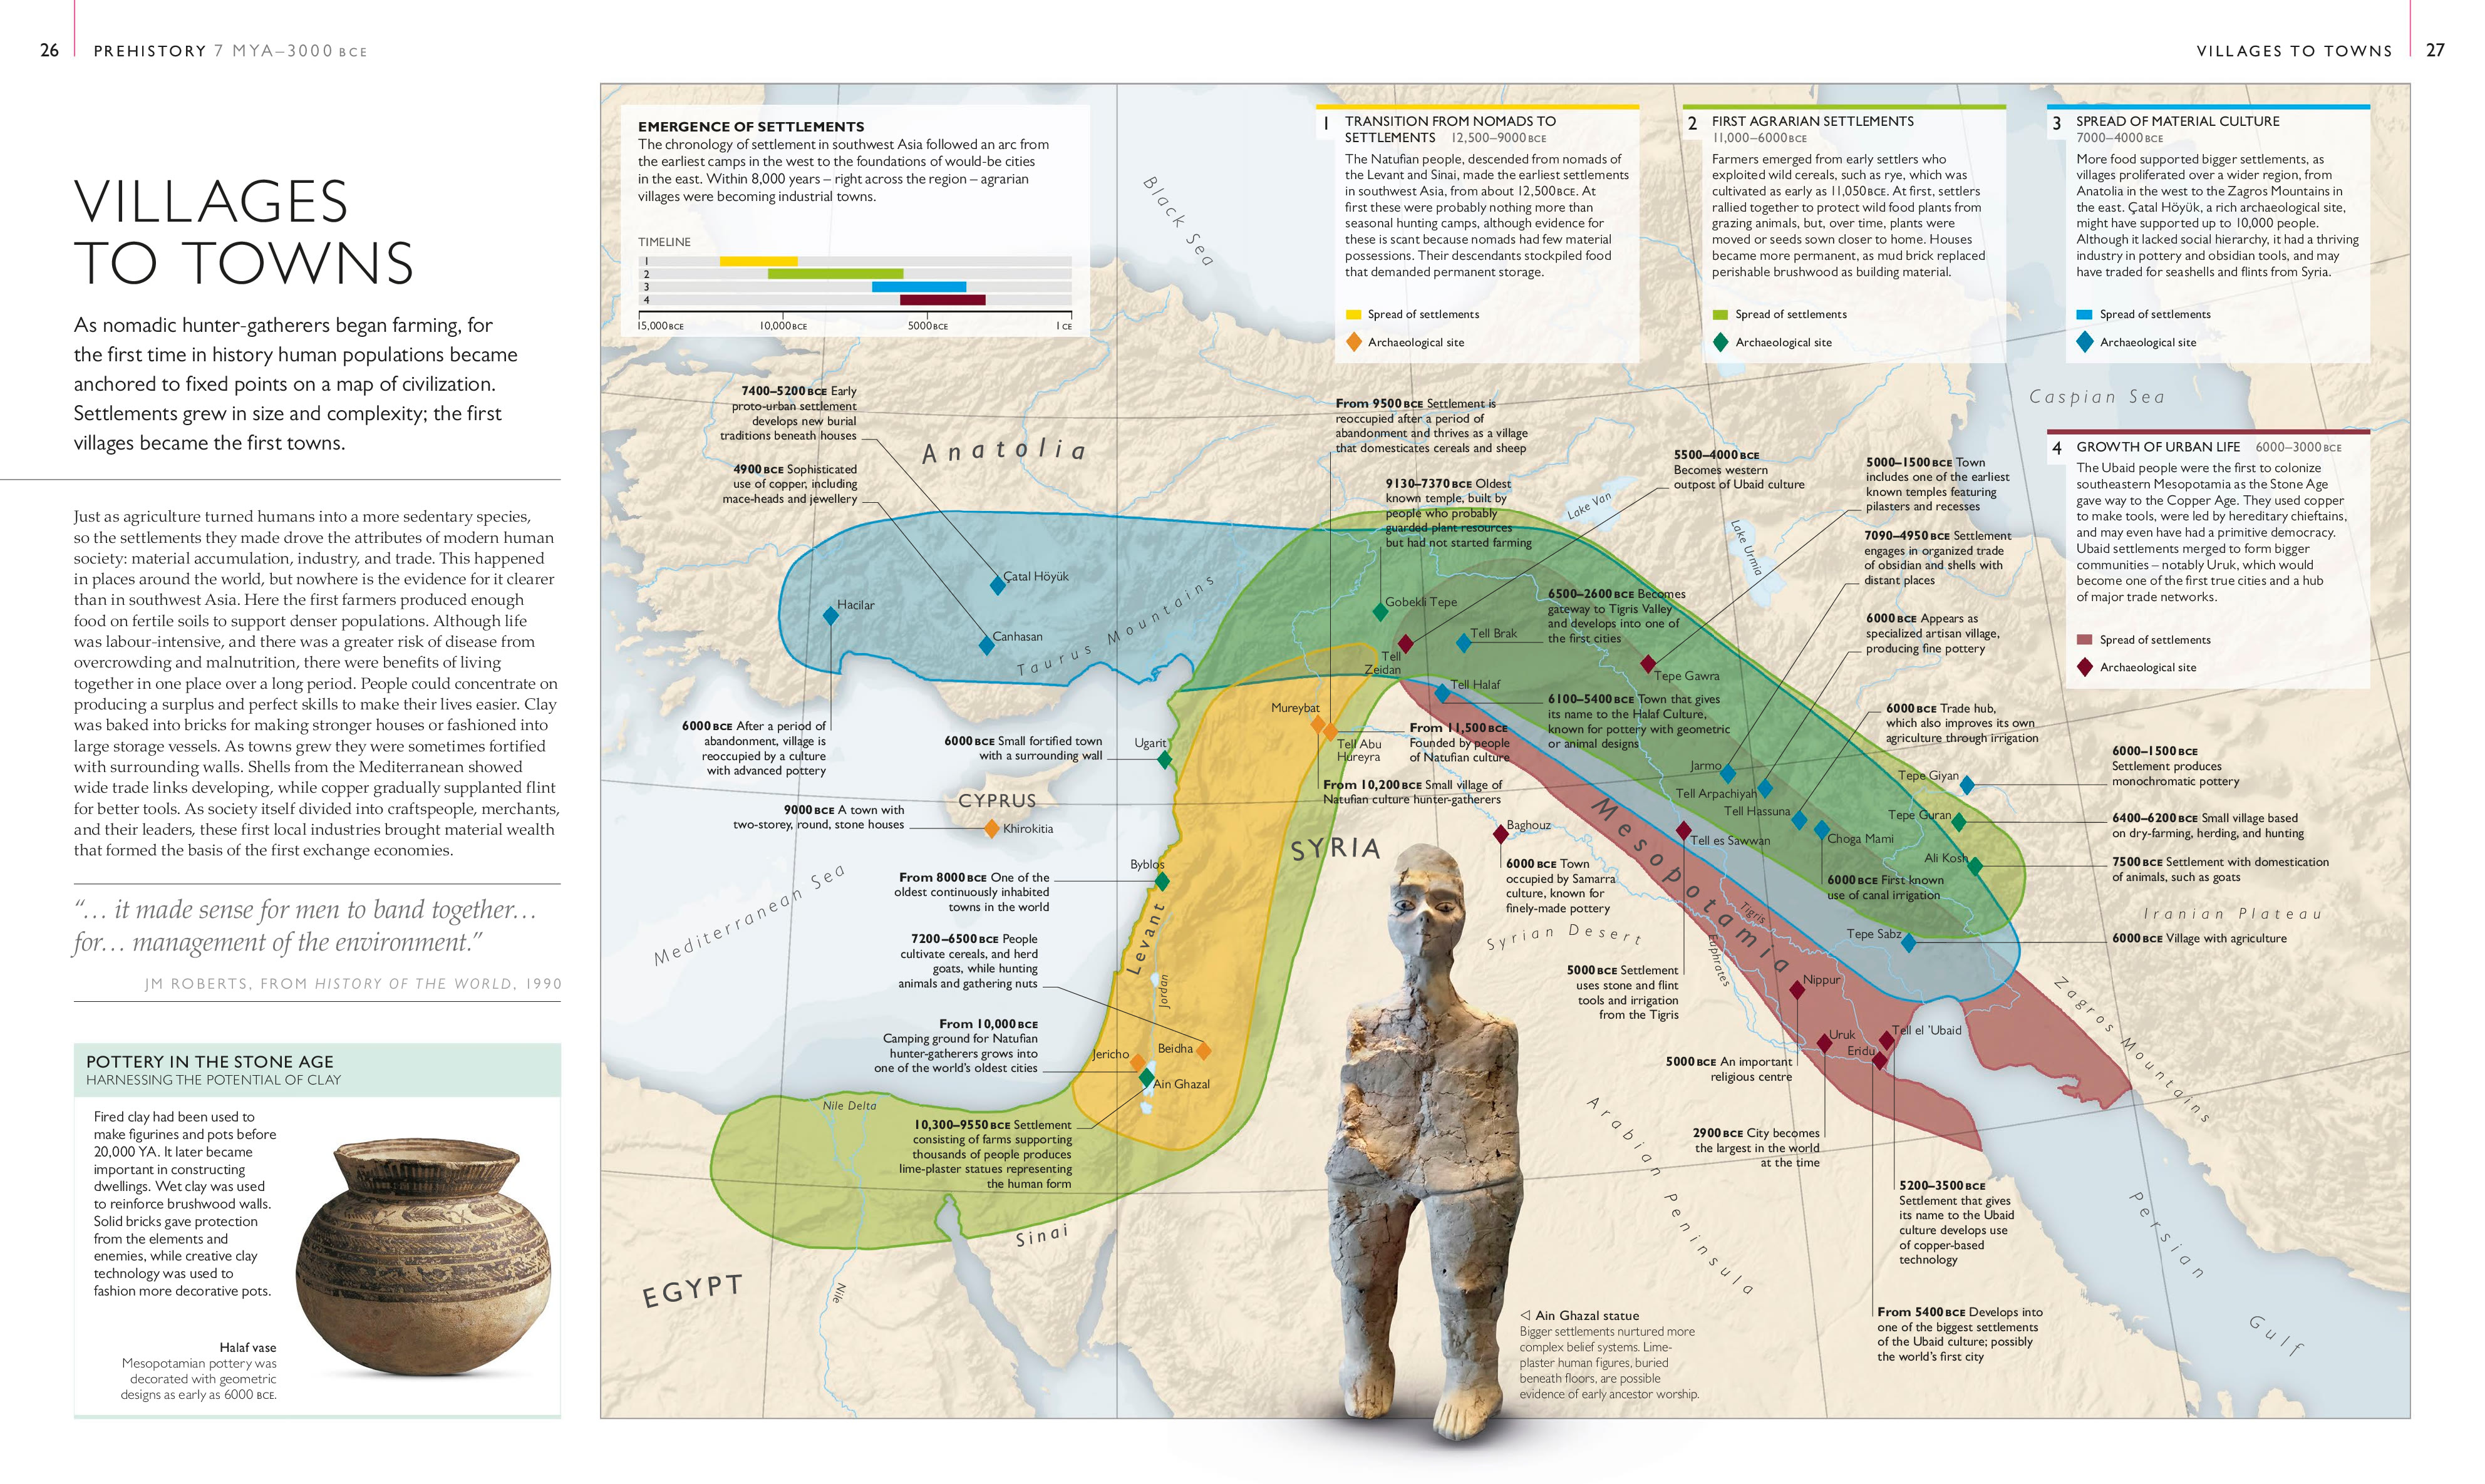 26
PREHISTORY 7 MYA–3000 BCE
VILLAGES TO TOWNS
27
VILLAGES
TO TOWNS
As nomadic hunter-gatherers began farming, for
the first time in history human populations became
anchored to fixed points on a map of civilization.
Settlements grew in size and complexity; the first
villages became the first towns.
Just as agriculture turned humans into a more sedentary species,
so the settlements they made drove the attributes of modern human
society: material accumulation, industry, and trade. This happened
in places around the world, but nowhere is the evidence for it clearer
than in southwest Asia. Here the first farmers produced enough
food on fertile soils to support denser populations. Although life
was labour-intensive, and there was a greater risk of disease from
overcrowding and malnutrition, there were benefits of living
together in one place over a long period. People could concentrate on
producing a surplus and perfect skills to make their lives easier. Clay
was baked into bricks for making stronger houses or fashioned into
large storage vessels. As towns grew they were sometimes fortified
with surrounding walls. Shells from the Mediterranean showed
wide trade links developing, while copper gradually supplanted flint
for better tools. As society itself divided into craftspeople, merchants,
and their leaders, these first local industries brought material wealth
that formed the basis of the first exchange economies.
“… it made sense for men to band together…
for… management of the environment.”
JM ROBERTS, FROM HISTORY OF THE WORLD, 1990
POTTERY IN THE STONE AGE
HARNESSING THE POTENTIAL OF CLAY
Fired clay had been used to
make figurines and pots before
20,000 YA. It later became
important in constructing
dwellings. Wet clay was used
to reinforce brushwood walls.
Solid bricks gave protection
from the elements and
enemies, while creative clay
technology was used to
fashion more decorative pots.
Halaf vase
Mesopotamian pottery was
decorated with geometric
designs as early as 6000 BCE.
EMERGENCE OF SETTLEMENTS
The chronology of settlement in southwest Asia followed an arc from
the earliest camps in the west to the foundations of would-be cities
in the east. Within 8,000 years – right across the region – agrarian
villages were becoming industrial towns.
TIMELINE
1
2
3
4
15,000 BCE
10,000 BCE
5000 BCE
1 CE
1 TRANSITION FROM NOMADS TO
SETTLEMENTS 12,500–9000 BCE
The Natufian people, descended from nomads of
the Levant and Sinai, made the earliest settlements
in southwest Asia, from about 12,500 BCE. At
first these were probably nothing more than
seasonal hunting camps, although evidence for
these is scant because nomads had few material
possessions. Their descendants stockpiled food
that demanded permanent storage.
Spread of settlements
Archaeological site
2 FIRST AGRARIAN SETTLEMENTS
11,000–6000 BCE
Farmers emerged from early settlers who
exploited wild cereals, such as rye, which was
cultivated as early as 11,050 BCE. At first, settlers
rallied together to protect wild food plants from
grazing animals, but, over time, plants were
moved or seeds sown closer to home. Houses
became more permanent, as mud brick replaced
perishable brushwood as building material.
Spread of settlements
Archaeological site
3 SPREAD OF MATERIAL CULTURE
7000–4000 BCE
More food supported bigger settlements, as
villages proliferated over a wider region, from
Anatolia in the west to the Zagros Mountains in
the east. Çatal Höyük, a rich archaeological site,
might have supported up to 10,000 people.
Although it lacked social hierarchy, it had a thriving
industry in pottery and obsidian tools, and may
have traded for seashells and flints from Syria.
Spread of settlements
Archaeological site
4 GROWTH OF URBAN LIFE 6000–3000 BCE
The Ubaid people were the first to colonize
southeastern Mesopotamia as the Stone Age
gave way to the Copper Age. They used copper
to make tools, were led by hereditary chieftains,
and may even have had a primitive democracy.
Ubaid settlements merged to form bigger
communities – notably Uruk, which would
become one of the first true cities and a hub
of major trade networks.
Spread of settlements
Archaeological site
Black Sea
Caspian Sea
Anatolia
7400–5200 BCE Early
proto-urban settlement
develops new burial
traditions beneath houses
4900 BCE Sophisticated
use of copper, including
mace-heads and jewellery
From 9500 BCE Settlement is
reoccupied after a period of
abandonment and thrives as a village
that domesticates cereals and sheep
9130–7370 BCE Oldest
known temple, built by
people who probably
guarded plant resources
but had not started farming
5500–4000 BCE
Becomes western
outpost of Ubaid culture
5000–1500 BCE Town
includes one of the earliest
known temples featuring
pilasters and recesses
7090–4950 BCE Settlement
engages in organized trade
of obsidian and shells with
distant places
6000 BCE Appears as
specialized artisan village,
producing fine pottery
6000 BCE Trade hub,
which also improves its own
agriculture through irrigation
Lake Van
Lake Urmia
Çatal Höyük
Hacilar
Canhasan
Taurus Mountains
Gobekli Tepe
Tell Brak
6500–2600 BCE Becomes
gateway to Tigris Valley
and develops into one of
the first cities
Tell
Zeidan
Tepe Gawra
Tell Halaf
6100–5400 BCE Town that gives
its name to the Halaf Culture,
known for pottery with geometric
or animal designs
Mureybat
Tell Abu
Hureyra
From 11,500 BCE
Founded by people
of Natufian culture
From 10,200 BCE Small village of
Natufian culture hunter-gatherers
6000 BCE After a period of
abandonment, village is
reoccupied by a culture
with advanced pottery
6000 BCE Small fortified town
with a surrounding wall
Ugarit
CYPRUS
9000 BCE A town with
two-storey, round, stone houses
Khirokitia
Mediterranean Sea
Byblos
From 8000 BCE One of the
oldest continuously inhabited
towns in the world
Levant
7200–6500 BCE People
cultivate cereals, and herd
goats, while hunting
animals and gathering nuts
Jordan
From 10,000 BCE
Camping ground for Natufian
hunter-gatherers grows into
one of the world's oldest cities
Jericho
Beidha
Ain Ghazal
10,300–9550 BCE Settlement
consisting of farms supporting
thousands of people produces
lime-plaster statues representing
the human form
Nile Delta
Sinai
EGYPT
Nile
SYRIA
Syrian Desert
Mesopotamia
Jarmo
Tell Arpachiyah
Tell Hassuna
Choga Mami
Tepe Giyan
Tepe Guran
Ali Kosh
Tepe Sabz
6000–1500 BCE
Settlement produces
monochromatic pottery
6400–6200 BCE Small village based
on dry-farming, herding, and hunting
7500 BCE Settlement with domestication
of animals, such as goats
Iranian Plateau
6000 BCE Village with agriculture
6000 BCE First known
use of canal irrigation
Baghouz
6000 BCE Town
occupied by Samarra
culture, known for
finely-made pottery
Tell es Sawwan
Tigris
Euphrates
5000 BCE Settlement
uses stone and flint
tools and irrigation
from the Tigris
Nippur
5000 BCE An important
religious centre
Uruk
Eridu
Tell el 'Ubaid
2900 BCE City becomes
the largest in the world
at the time
5200–3500 BCE
Settlement that gives
its name to the Ubaid
culture develops use
of copper-based
technology
From 5400 BCE Develops into
one of the biggest settlements
of the Ubaid culture; possibly
the world's first city
Zagros Mountains
Arabian Peninsula
Persian Gulf
◁ Ain Ghazal statue
Bigger settlements nurtured more
complex belief systems. Lime-
plaster human figures, buried
beneath floors, are possible
evidence of early ancestor worship.